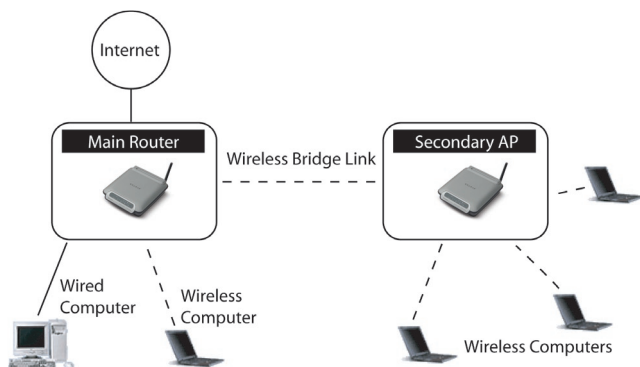 Internet
Main Router
Secondary AP
Wireless Bridge Link
Wired
Computer
Wireless
Computer
Wireless Computers